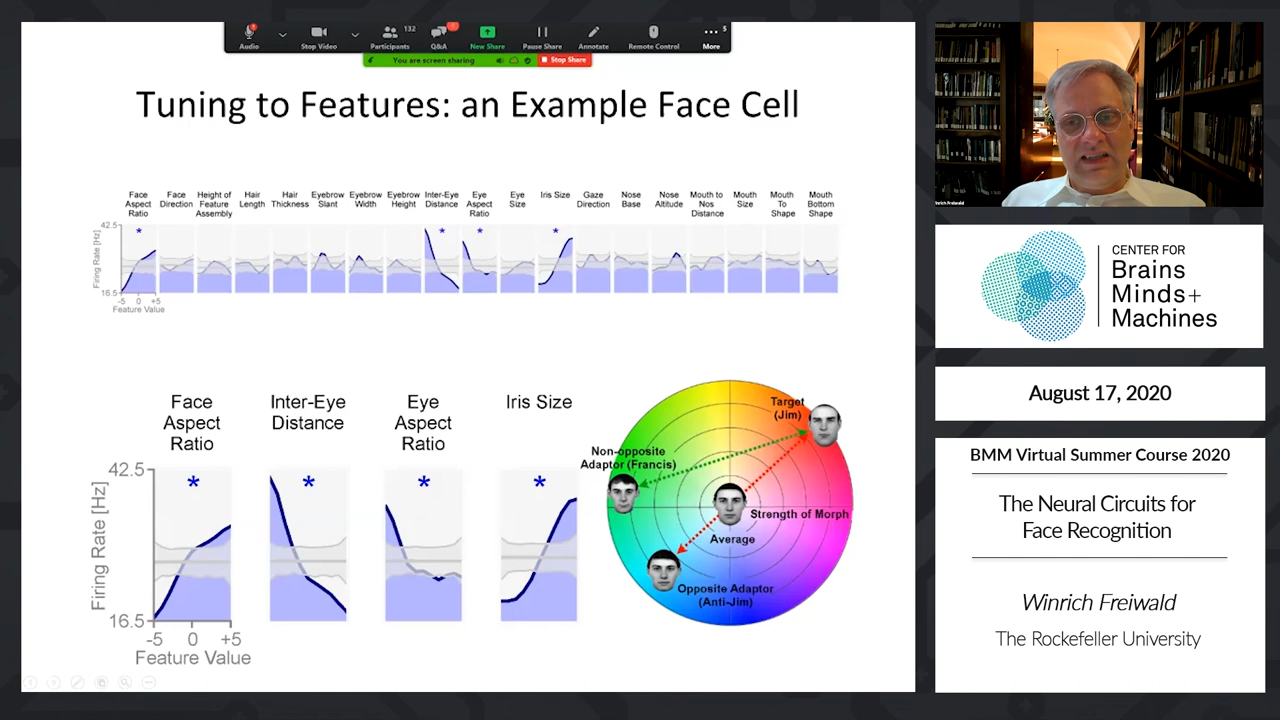 Audio
Stop Video
132
Participants
Q&A
New Share
Pause Share
Annotate
Remote Control
5
More
You are screen sharing
Stop Share
Tuning to Features: an Example Face Cell
Face Aspect Ratio
Face Direction
Height of Feature Assembly
Hair Length
Hair Thickness
Eyebrow Slant
Eyebrow Width
Eyebrow Height
Inter-Eye Distance
Eye Aspect Ratio
Eye Size
Iris Size
Gaze Direction
Nose Base
Nose Altitude
Mouth to Nos Distance
Mouth Size
Mouth To Shape
Mouth Bottom Shape
42.5
Firing Rate [Hz]
16.5
* * * *
-5 0 +5
Feature Value
Face Aspect Ratio
Inter-Eye Distance
Eye Aspect Ratio
Iris Size
42.5
* * * *
Firing Rate [Hz]
16.5
-5 0 +5
Feature Value
Target
(Jim)
Non-opposite
Adaptor (Francis)
Strength of Morph
Average
Opposite Adaptor
(Anti-Jim)
Winrich Freiwald
CENTER FOR
Brains
Minds+
Machines
August 17, 2020
BMM Virtual Summer Course 2020
The Neural Circuits for
Face Recognition
Winrich Freiwald
The Rockefeller University